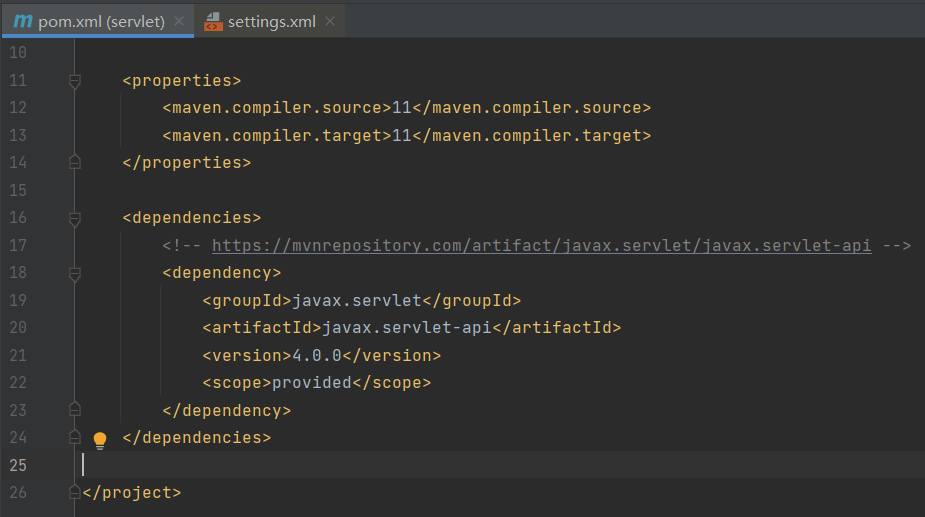 pom.xml (servlet)
settings.xml
10
11 <properties>
12 <maven.compiler.source>11</maven.compiler.source>
13 <maven.compiler.target>11</maven.compiler.target>
14 </properties>
15
16 <dependencies>
17 <!-- https://mvnrepository.com/artifact/javax.servlet/javax.servlet-api -->
18 <dependency>
19 <groupId>javax.servlet</groupId>
20 <artifactId>javax.servlet-api</artifactId>
21 <version>4.0.0</version>
22 <scope>provided</scope>
23 </dependency>
24 </dependencies>
25
26 </project>